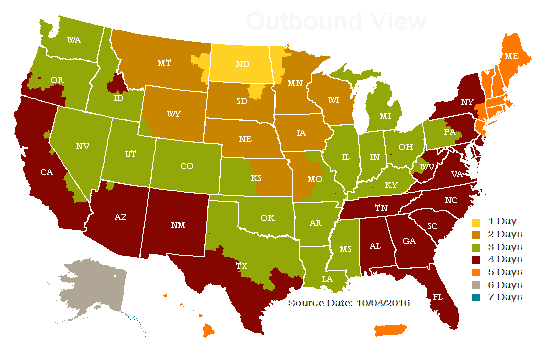 Outbound View
WA
MT
ND
MN
ME
OR
ID
SD
WI
NY
WY
MI
IA
PA
NE
NV
UT
CO
IL
IN
OH
WV
VA
CA
KS
MO
KY
NC
TN
OK
AR
AZ
NM
SC
MS
AL
GA
TX
LA
FL
1 Day
2 Days
3 Days
4 Days
5 Days
6 Days
7 Days
Source Date: 10/04/2016